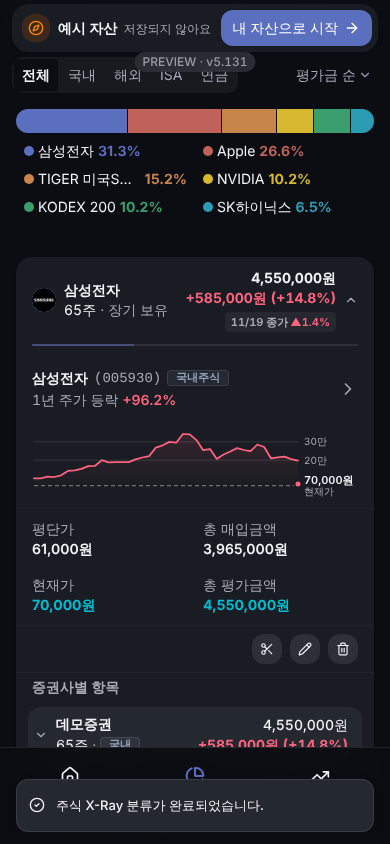 예시 자산 저장되지 않아요 내 자산으로 시작 →
PREVIEW · v5.131
전체 국내 해외 ISA 연금 평가금 순
삼성전자 31.3% Apple 26.6%
TIGER 미국S... 15.2% NVIDIA 10.2%
KODEX 200 10.2% SK하이닉스 6.5%
SAMSUNG
삼성전자 4,550,000원
65주 · 장기 보유 +585,000원 (+14.8%)
11/19 종가 ▲1.4%
삼성전자 (005930) 국내주식
1년 주가 등락 +96.2%
30만
20만
70,000원
현재가
평단가 총 매입금액
61,000원 3,965,000원
현재가 총 평가금액
70,000원 4,550,000원
증권사별 항목
데모증권 4,550,000원
65주 · 국내 +585,000원 (+14.8%)
주식 X-Ray 분류가 완료되었습니다.